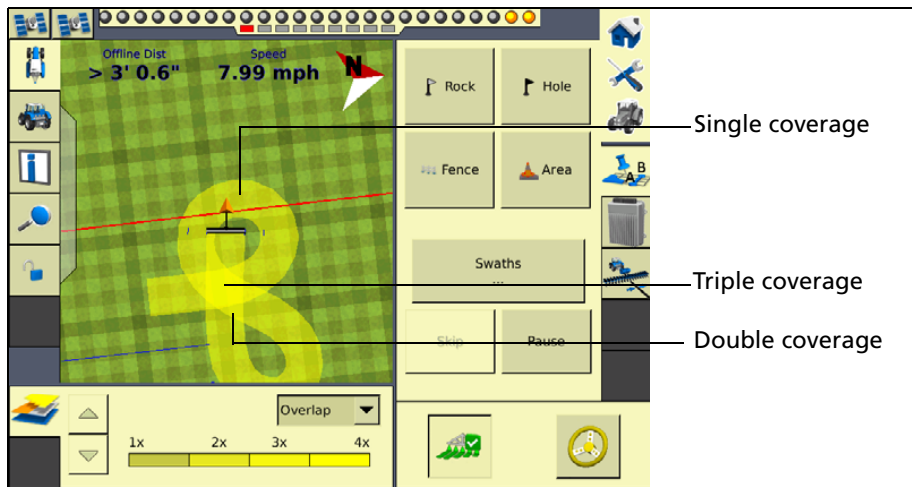 Offline Dist
> 3' 0.6"
Speed
7.99 mph
N
Rock
Hole
Fence
Area
A B
Swaths
...
Skip
Pause
Overlap
1x 2x 3x 4x
Single coverage
Triple coverage
Double coverage